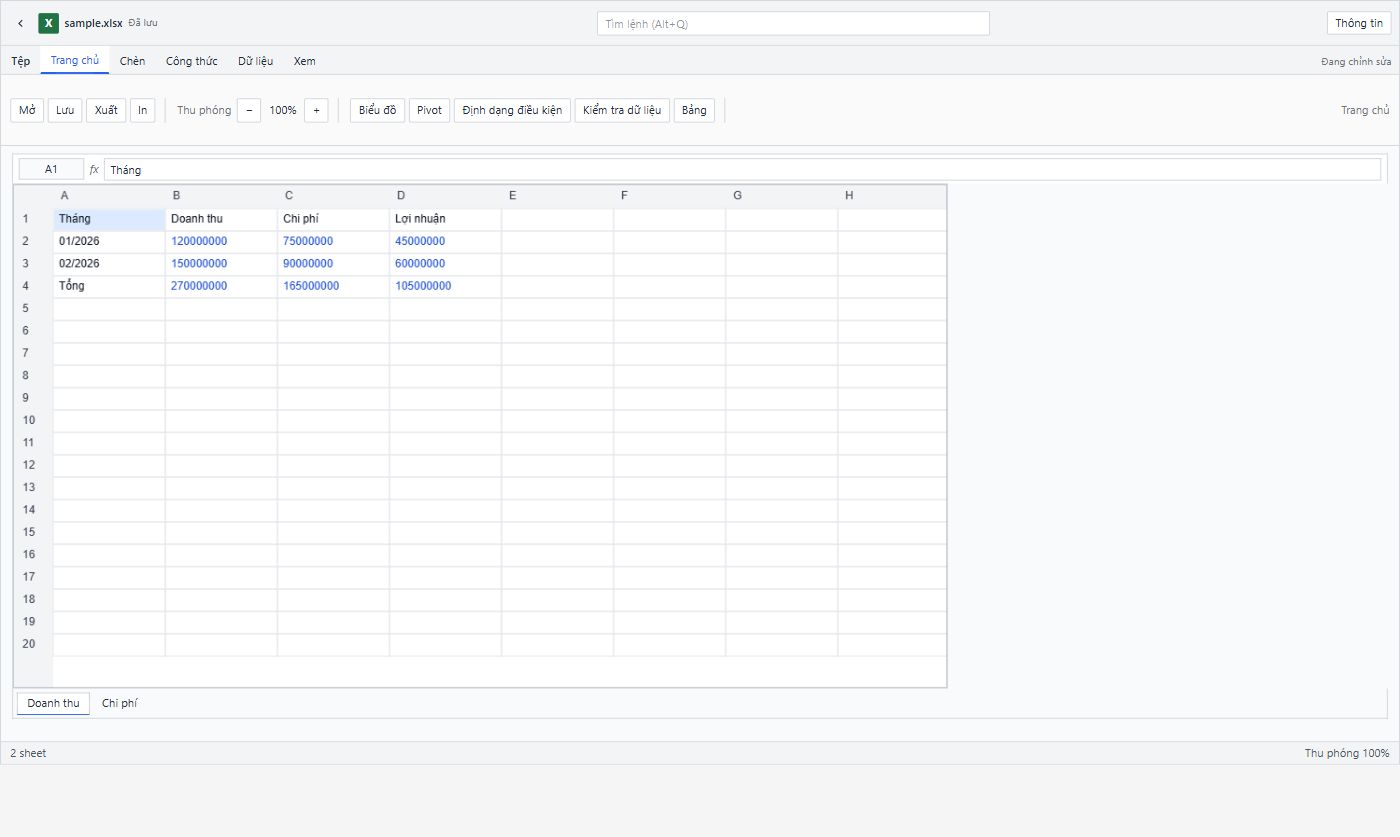 X sample.xlsx Đã lưu Tìm lệnh (Alt+Q) Thông tin
Tệp Trang chủ Chèn Công thức Dữ liệu Xem Đang chỉnh sửa
Mở Lưu Xuất In Thu phóng − 100% + Biểu đồ Pivot Định dạng điều kiện Kiểm tra dữ liệu Bảng Trang chủ
A1 fx Tháng
A B C D E F G H
1 Tháng Doanh thu Chi phí Lợi nhuận
2 01/2026 120000000 75000000 45000000
3 02/2026 150000000 90000000 60000000
4 Tổng 270000000 165000000 105000000
5
6
7
8
9
10
11
12
13
14
15
16
17
18
19
20
Doanh thu Chi phí
2 sheet Thu phóng 100%